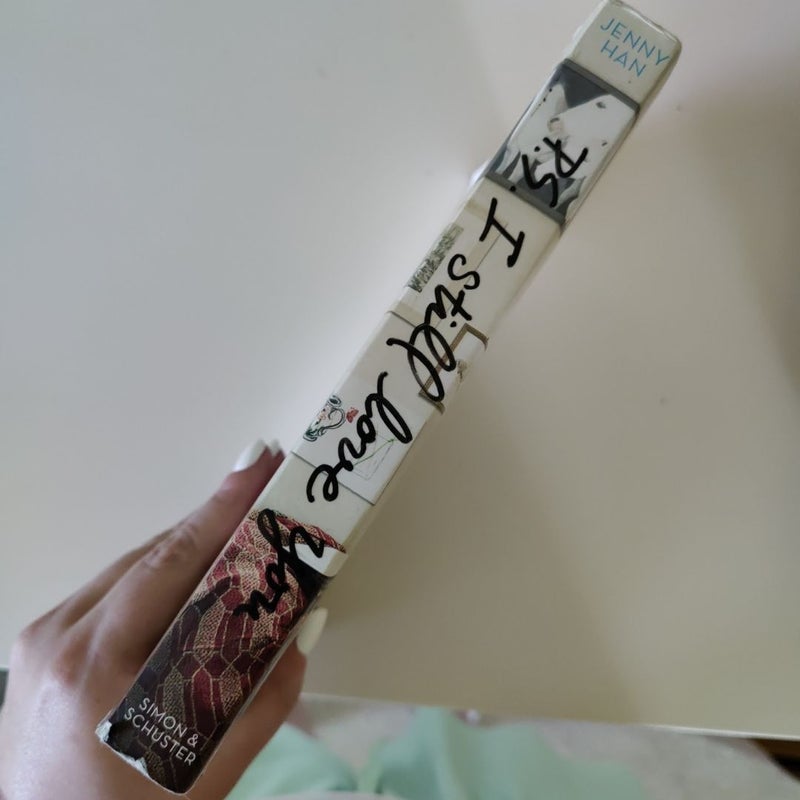 JENNY
HAN
P.S.
I still love you
SIMON &
SCHUSTER